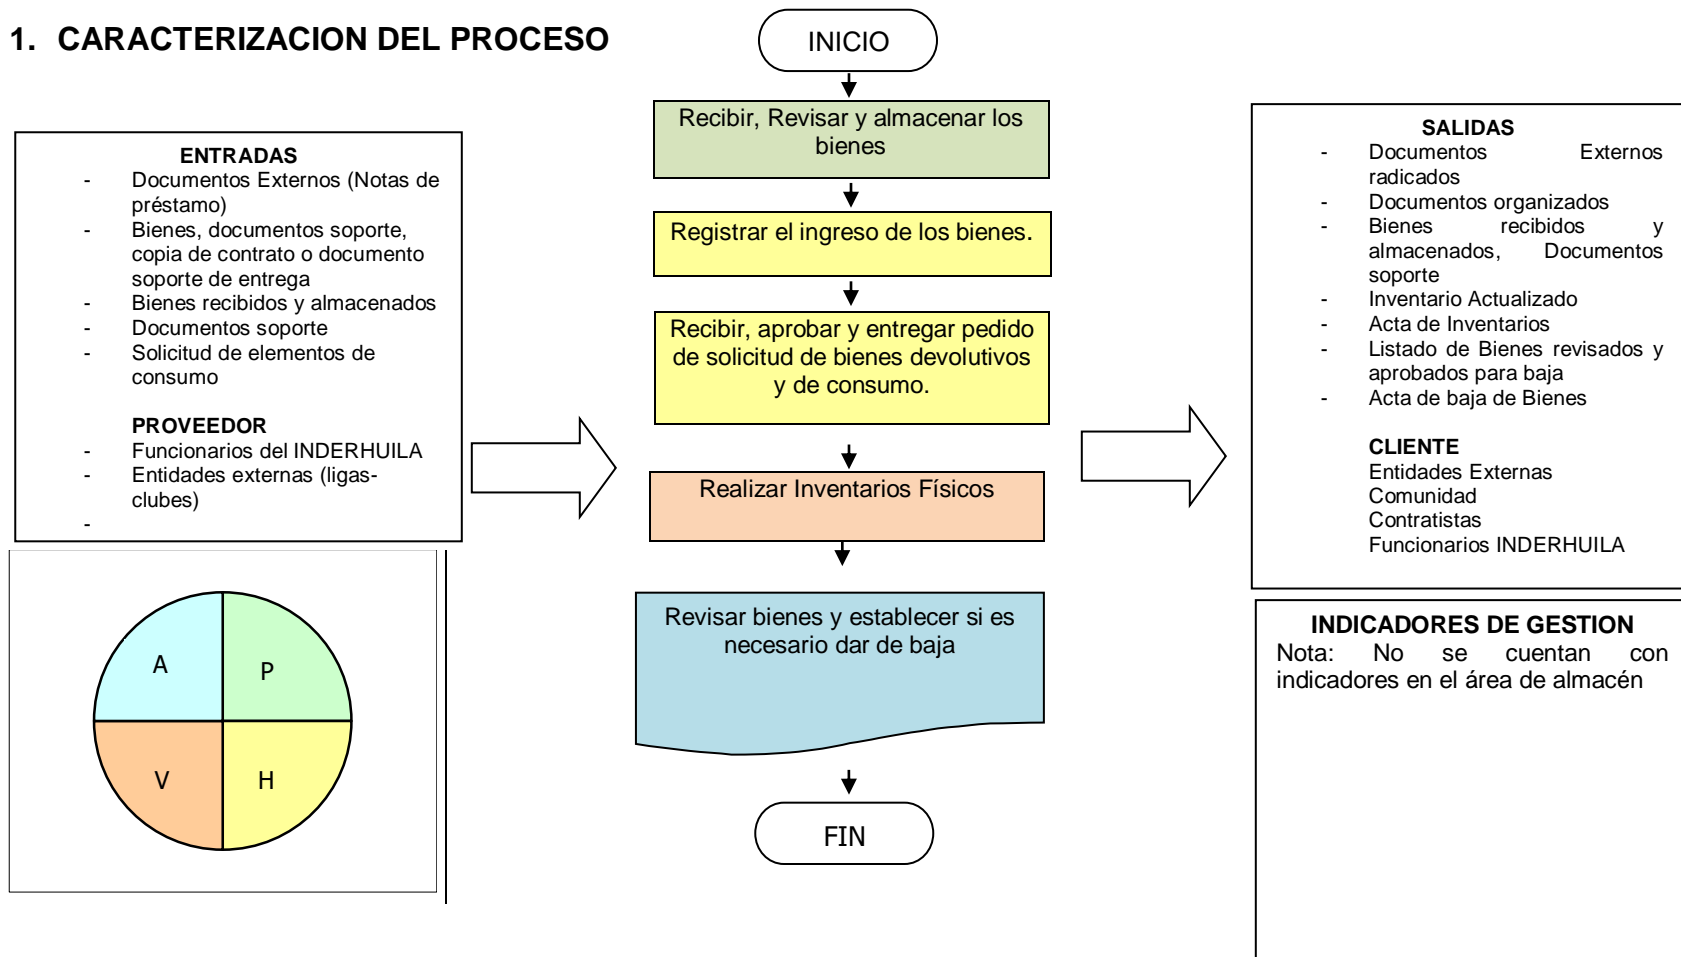 1. CARACTERIZACION DEL PROCESO
INICIO
Recibir, Revisar y almacenar los
bienes
Registrar el ingreso de los bienes.
Recibir, aprobar y entregar pedido
de solicitud de bienes devolutivos
y de consumo.
Realizar Inventarios Físicos
Revisar bienes y establecer si es
necesario dar de baja
FIN
ENTRADAS
- Documentos Externos (Notas de
préstamo)
- Bienes, documentos soporte,
copia de contrato o documento
soporte de entrega
- Bienes recibidos y almacenados
- Documentos soporte
- Solicitud de elementos de
consumo
PROVEEDOR
- Funcionarios del INDERHUILA
- Entidades externas (ligas-
clubes)
-
A
P
V
H
SALIDAS
- Documentos Externos
radicados
- Documentos organizados
- Bienes recibidos y
almacenados, Documentos
soporte
- Inventario Actualizado
- Acta de Inventarios
- Listado de Bienes revisados y
aprobados para baja
- Acta de baja de Bienes
CLIENTE
Entidades Externas
Comunidad
Contratistas
Funcionarios INDERHUILA
INDICADORES DE GESTION
Nota: No se cuentan con
indicadores en el área de almacén